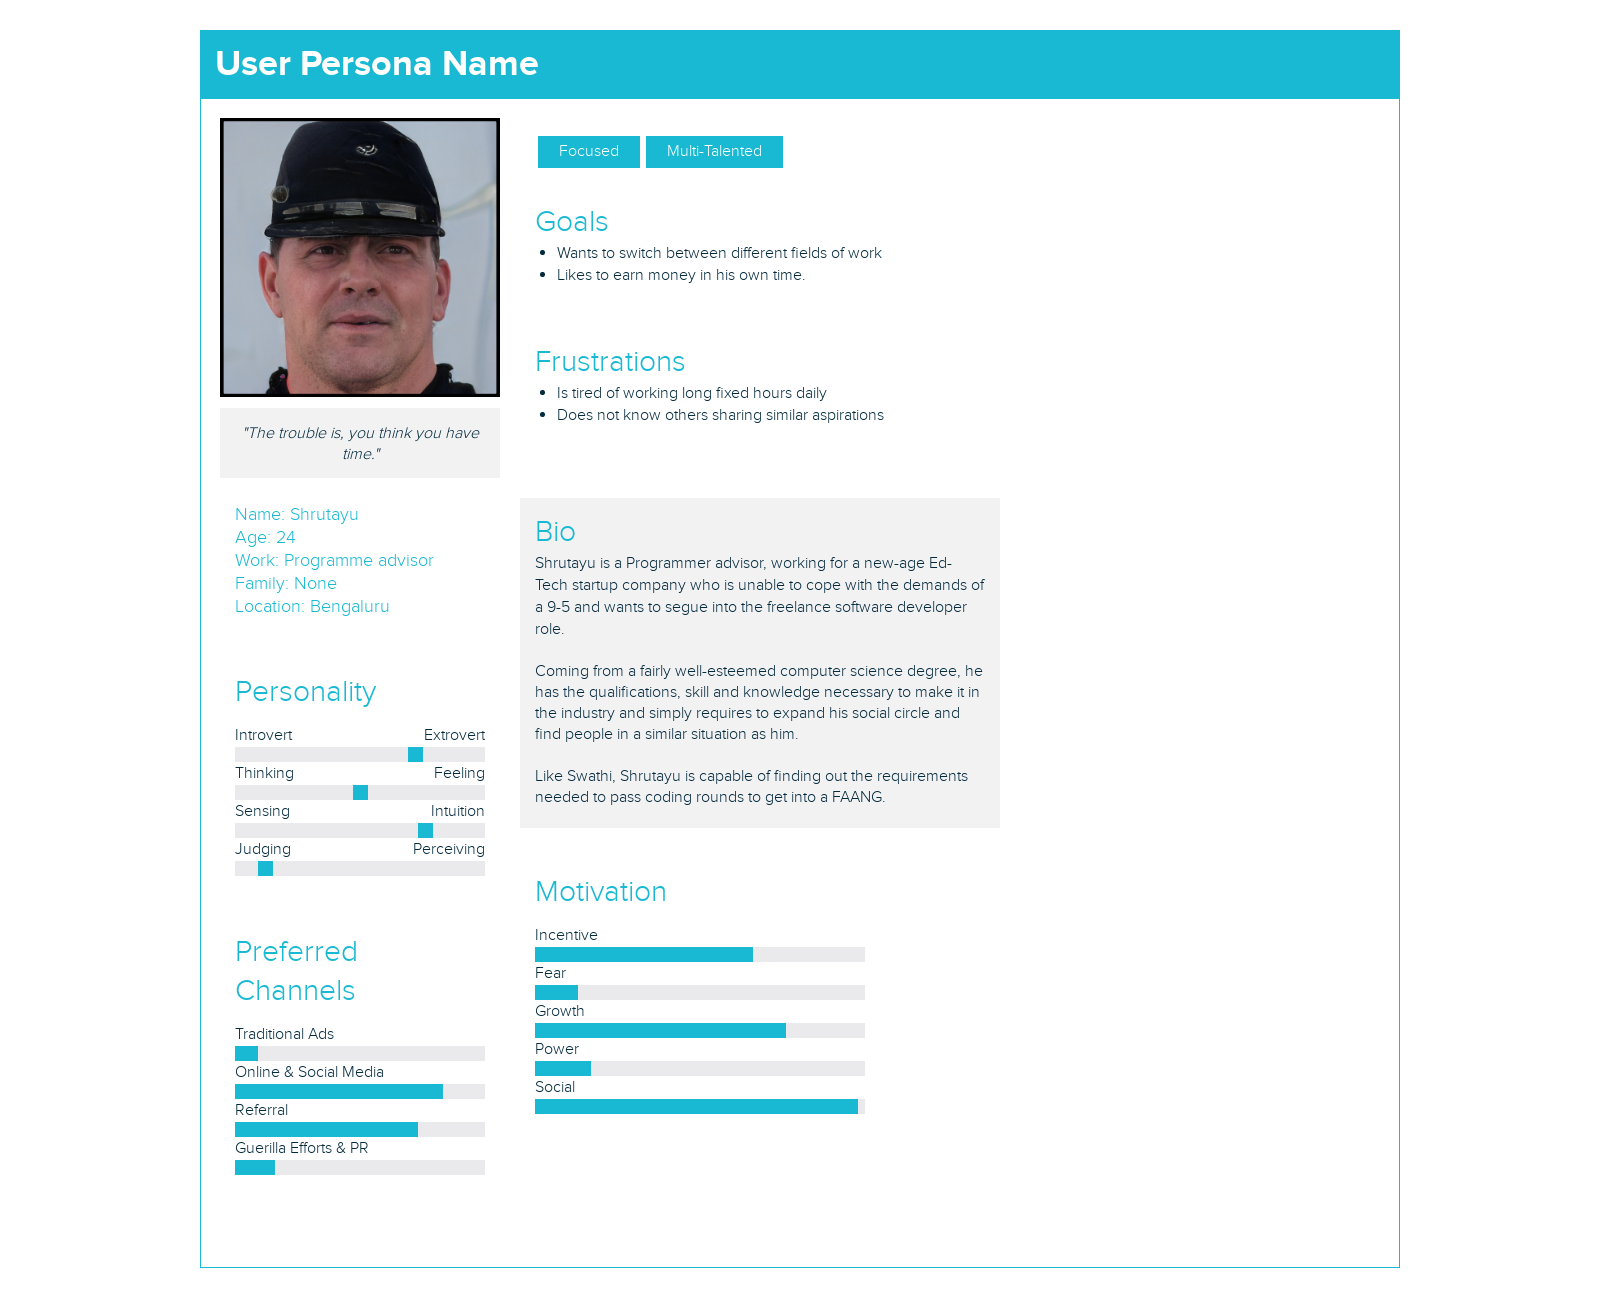 User Persona Name
"The trouble is, you think you have
time."
Name: Shrutayu
Age: 24
Work: Programme advisor
Family: None
Location: Bengaluru
Personality
Introvert Extrovert
Thinking Feeling
Sensing Intuition
Judging Perceiving
Preferred
Channels
Traditional Ads
Online & Social Media
Referral
Guerilla Efforts & PR
Focused Multi-Talented
Goals
• Wants to switch between different fields of work
• Likes to earn money in his own time.
Frustrations
• Is tired of working long fixed hours daily
• Does not know others sharing similar aspirations
Bio
Shrutayu is a Programmer advisor, working for a new-age Ed-
Tech startup company who is unable to cope with the demands of
a 9-5 and wants to segue into the freelance software developer
role.
Coming from a fairly well-esteemed computer science degree, he
has the qualifications, skill and knowledge necessary to make it in
the industry and simply requires to expand his social circle and
find people in a similar situation as him.
Like Swathi, Shrutayu is capable of finding out the requirements
needed to pass coding rounds to get into a FAANG.
Motivation
Incentive
Fear
Growth
Power
Social